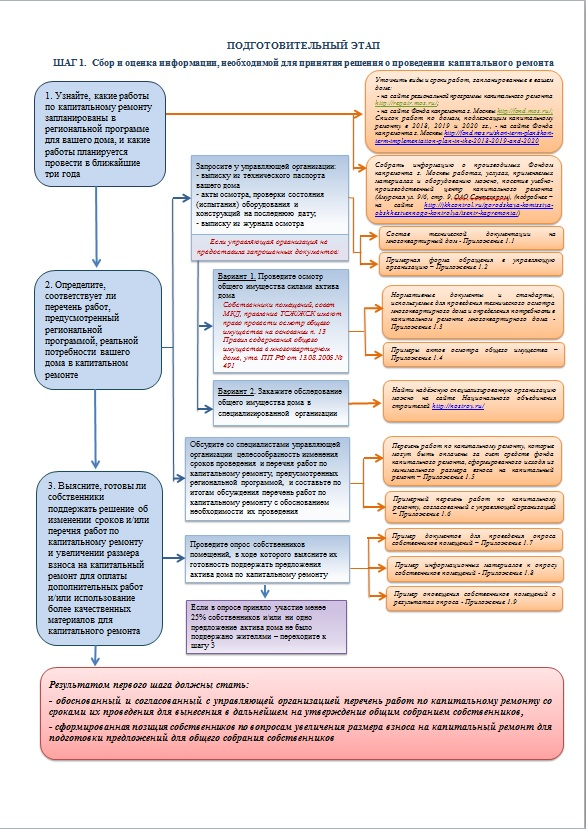 ПОДГОТОВИТЕЛЬНЫЙ ЭТАП
ШАГ 1. Сбор и оценка информации, необходимой для принятия решения о проведении капитального ремонта
1. Узнайте, какие работы
по капитальному ремонту
запланированы в
региональной программе
для вашего дома, и какие
работы планируется
провести в ближайшие
три года
Уточнить виды и сроки работ, запланированные в вашем
доме:
- на сайте региональной программы капитального ремонта
http://repair.mos.ru/;
- на сайте Фонда капремонта г. Москвы http://fond.mos.ru/;
Список работ по домам, подлежащим капитальному
ремонту в 2018, 2019 и 2020 гг., - на сайте Фонда
капремонта г. Москвы
Собрать информацию о производимых Фондом
капремонта г. Москвы работах, услугах, применяемых
материалах и оборудовании можно, посетив учебно-
производственный центр капитального ремонта
(Амурская ул. 9/6, стр. 9, ОАО Сантехпром). (подробнее –
на сайте
Запросите у управляющей организации:
- выписку из технического паспорта
вашего дома
- акты осмотра, проверки состояния
(испытания) оборудования и
конструкций на последнюю дату;
- выписку из журнала осмотра
Если управляющая организация не
предоставила запрошенных документов:
Состав технической документации на
многоквартирный дом - Приложение 1.1
Примерная форма обращения в управляющую
организацию – Приложение 1.2
2. Определите,
соответствует ли
перечень работ,
предусмотренный
региональной
программой, реальной
потребности вашего
дома в капитальном
ремонте
Вариант 1. Проведите осмотр
общего имущества силами актива
дома
Собственники помещений, совет
МКД, правление ТСЖ/ЖСК имеют
право провести осмотр общего
имущества на основании п. 13
Правил содержания общего
имущества в многоквартирном
доме, утв. ПП РФ от 13.08.2006 №
491
Нормативные документы и стандарты,
используемые для проведения технического осмотра
многоквартирного дома и определения потребности в
капитальном ремонте многоквартирного дома -
Приложение 1.3
Примеры актов осмотра общего имущества –
Приложение 1.4
Вариант 2. Закажите обследование
общего имущества дома в
специализированной организации
Найти надёжную специализированную организацию
можно на сайте Национального объединения
строителей http://nostroy.ru/
Обсудите со специалистами управляющей
организации целесообразность изменения
сроков проведения и перечня работ по
капитальному ремонту, предусмотренных
региональной программой, и составьте по
итогам обсуждения перечень работ по
капитальному ремонту с обоснованием
необходимости их проведения
Перечень работ по капитальному ремонту, которые
могут быть оплачены за счет средств фонда
капитального ремонта, сформированного исходя из
минимального размера взноса на капитальный
ремонт – Приложение 1.5
Примерный перечень работ по капитальному
ремонту, согласованный с управляющей организацией
– Приложение 1.6
3. Выясните, готовы ли
собственники
поддержать решение об
изменении сроков и/или
перечня работ по
капитальному ремонту
и увеличении размера
взноса на капитальный
ремонт для оплаты
дополнительных работ
и/или использование
более качественных
материалов для
капитального ремонта
Проведите опрос собственников
помещений, в ходе которого выясните их
готовность поддержать предложения
актива дома по капитальному ремонту
Пример документов для проведения опроса
собственников помещений – Приложение 1.7
Пример информационных материалов к опросу
собственников помещений - Приложение 1.8
Пример оповещения собственников помещений о
результатах опроса - Приложение 1.9
Если в опросе приняло участие менее
25% собственников и/или ни одно
предложение актива дома не было
поддержано жителями – переходите к
шагу 3
Результатом первого шага должны стать:
- обоснованный и согласованный с управляющей организацией перечень работ по капитальному ремонту со
сроками их проведения для вынесения в дальнейшем на утверждение общим собранием собственников,
- сформированная позиция собственников по вопросам увеличения размера взноса на капитальный ремонт для
подготовки предложений для общего собрания собственников